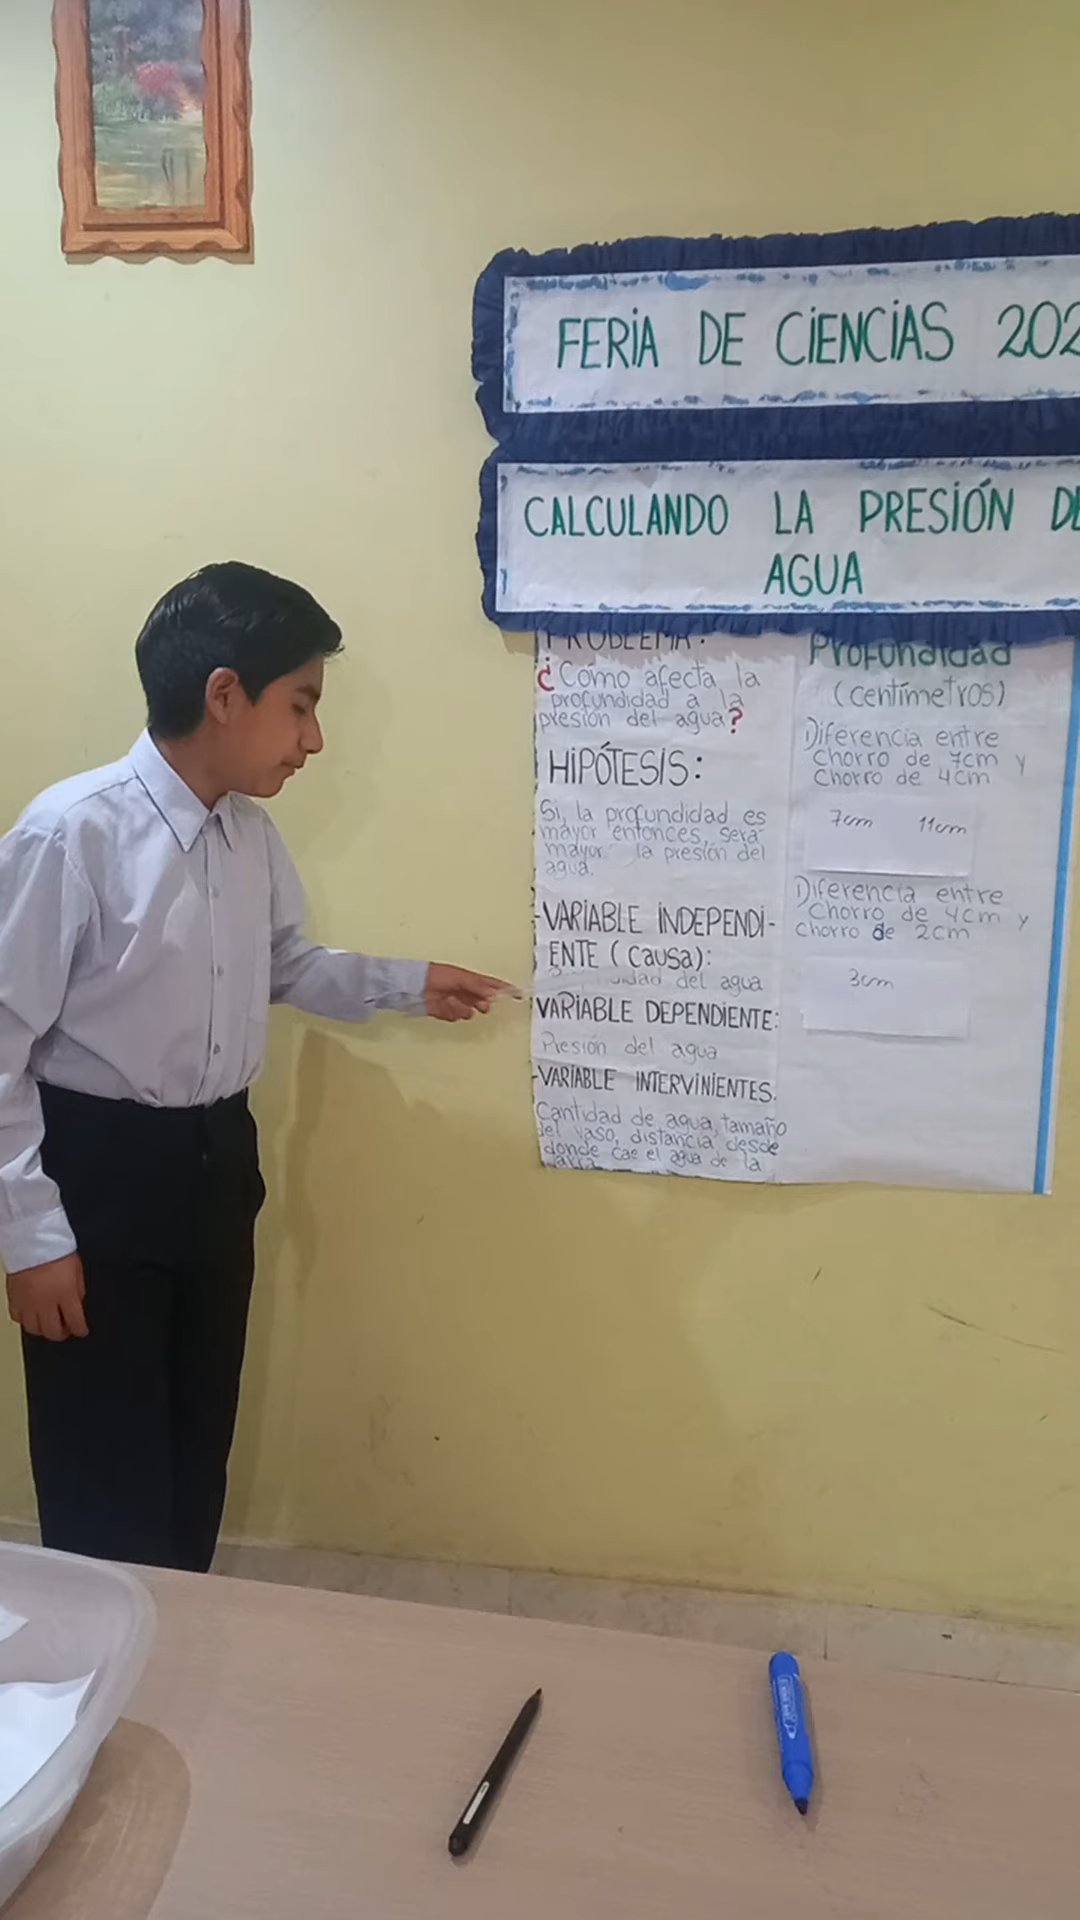 FERIA DE CIENCIAS 202
CALCULANDO LA PRESIÓN DE
AGUA
PROBLEMA:
¿Como afecta la
profundidad a la
presión del agua?
HIPÓTESIS:
Si, la profundidad es
mayor entonces, será
mayor la presión del
agua.
-VARIABLE INDEPENDI-
ENTE (causa):
del agua
VARIABLE DEPENDIENTE:
Presión del agua
-VARIABLE INTERVINIENTES.
Cantidad de agua, tamaño
del vaso, distancia desde
donde cae el agua de la
Profundidad
(centímetros)
Diferencia entre
chorro de 7cm y
chorro de 4cm
7cm 11cm
Diferencia entre
chorro de 4cm y
chorro de 2cm
3cm